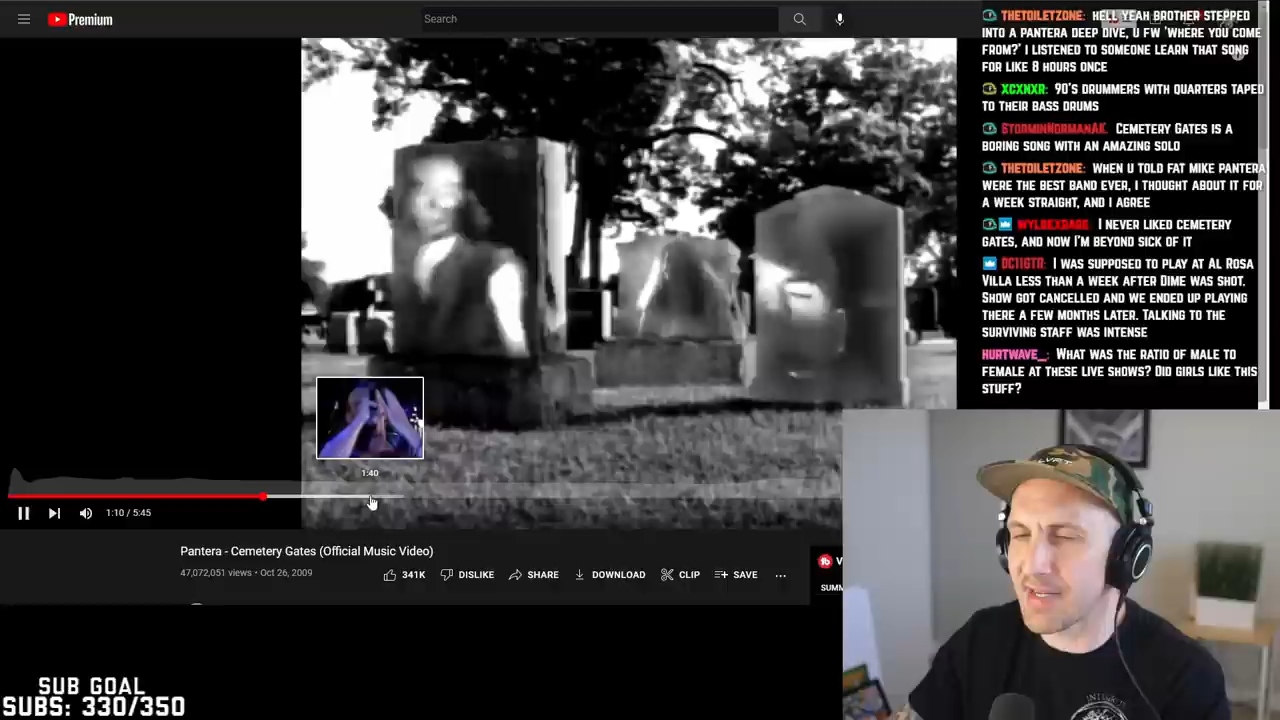 Premium
Search
THETOILETZONE: HELL YEAH BROTHER STEPPED
INTO A PANTERA DEEP DIVE, U FW 'WHERE YOU COME
FROM?' I LISTENED TO SOMEONE LEARN THAT SONG
FOR LIKE 8 HOURS ONCE
XCXNXR: 90'S DRUMMERS WITH QUARTERS TAPED
TO THEIR BASS DRUMS
STORMINNORMANAK: CEMETERY GATES IS A
BORING SONG WITH AN AMAZING SOLO
THETOILETZONE: WHEN U TOLD FAT MIKE PANTERA
WERE THE BEST BAND EVER, I THOUGHT ABOUT IT FOR
A WEEK STRAIGHT, AND I AGREE
I NEVER LIKED CEMETERY
GATES, AND NOW I'M BEYOND SICK OF IT
I WAS SUPPOSED TO PLAY AT AL ROSA
VILLA LESS THAN A WEEK AFTER DIME WAS SHOT.
SHOW GOT CANCELLED AND WE ENDED UP PLAYING
THERE A FEW MONTHS LATER. TALKING TO THE
SURVIVING STAFF WAS INTENSE
HURTWAVE_: WHAT WAS THE RATIO OF MALE TO
FEMALE AT THESE LIVE SHOWS? DID GIRLS LIKE THIS
STUFF?
1:40
1:10 / 5:45
Pantera - Cemetery Gates (Official Music Video)
47,072,051 views • Oct 26, 2009
341K DISLIKE SHARE DOWNLOAD CLIP SAVE ...
SUMM
SUB GOAL
SUBS: 330/350